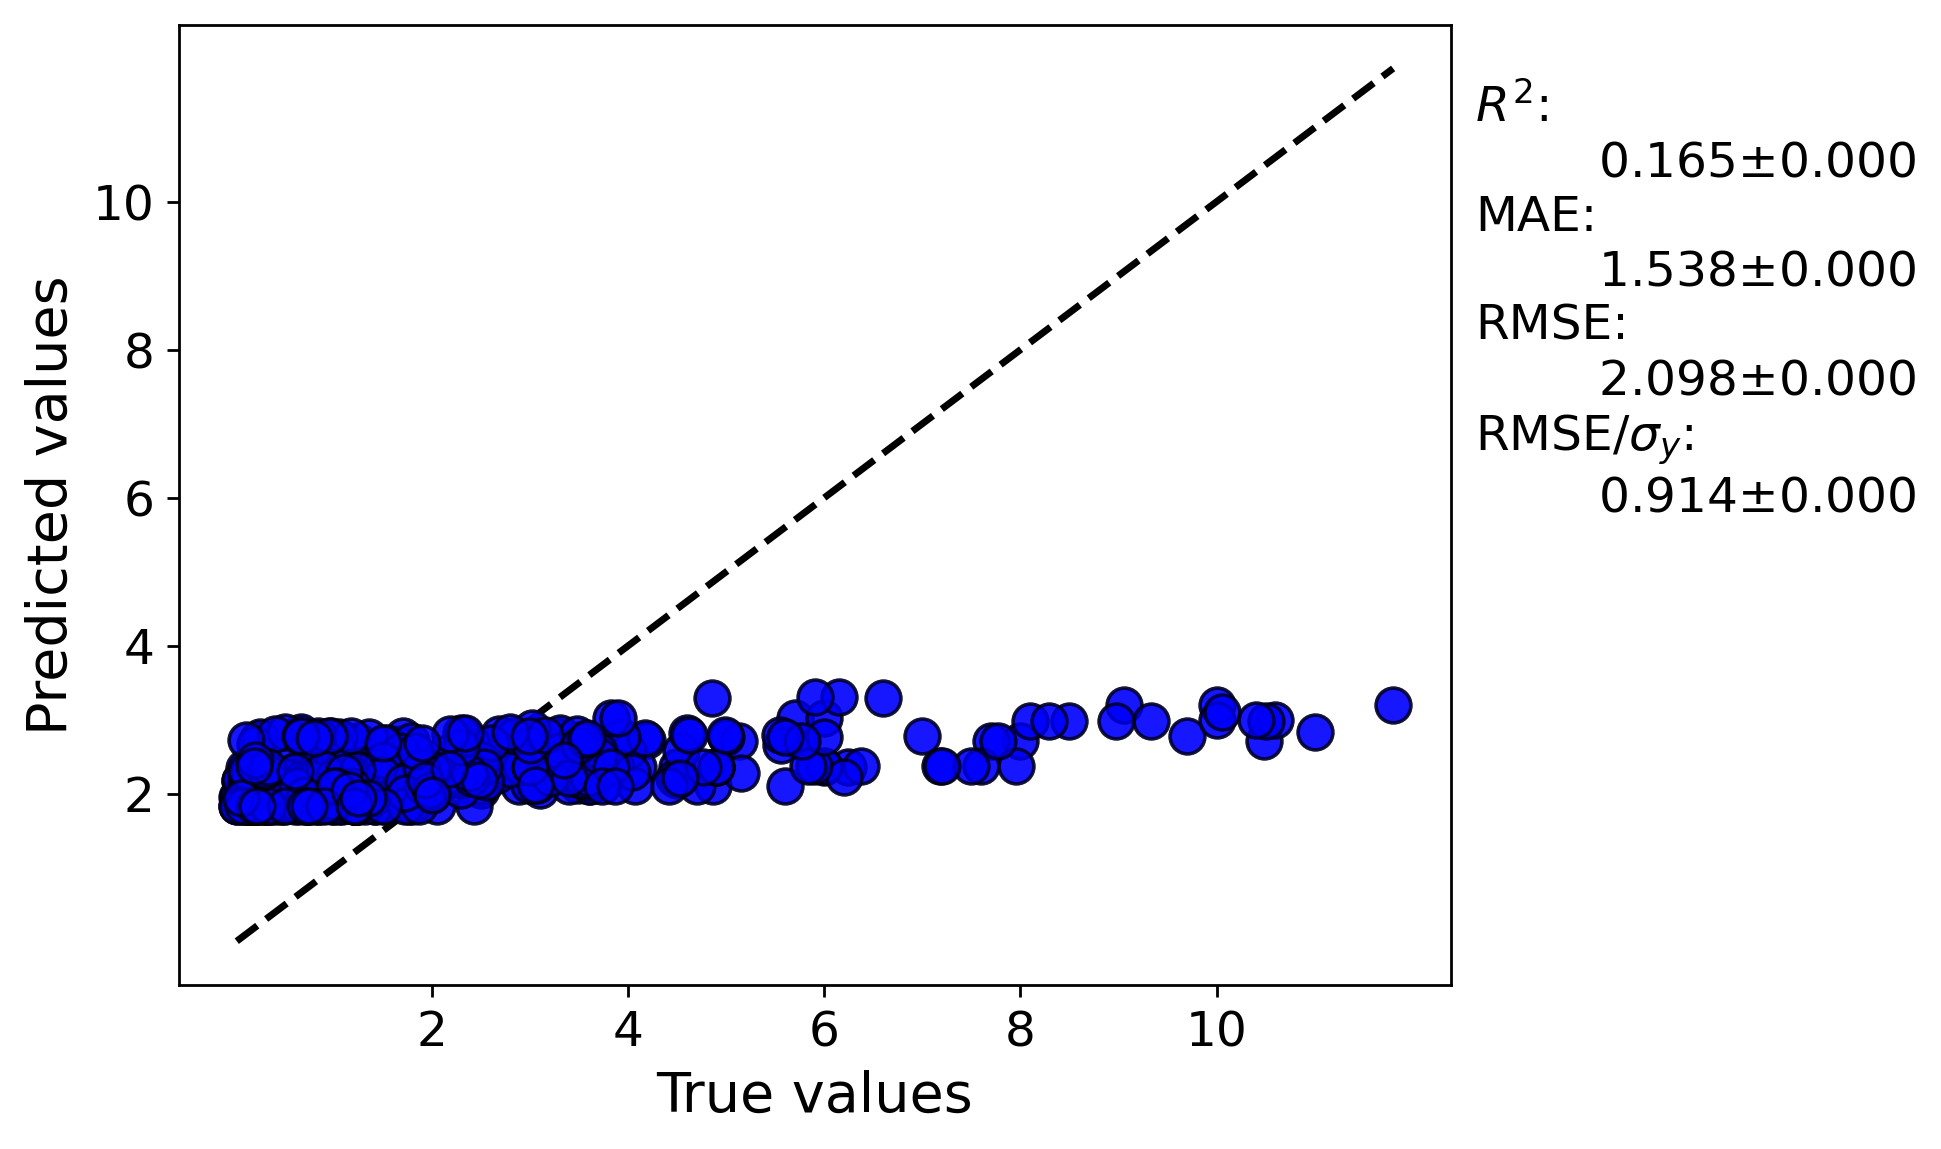 Predicted values
10
8
6
4
2
2 4 6 8 10
True values
R²:
0.165±0.000
MAE:
1.538±0.000
RMSE:
2.098±0.000
RMSE/σy:
0.914±0.000